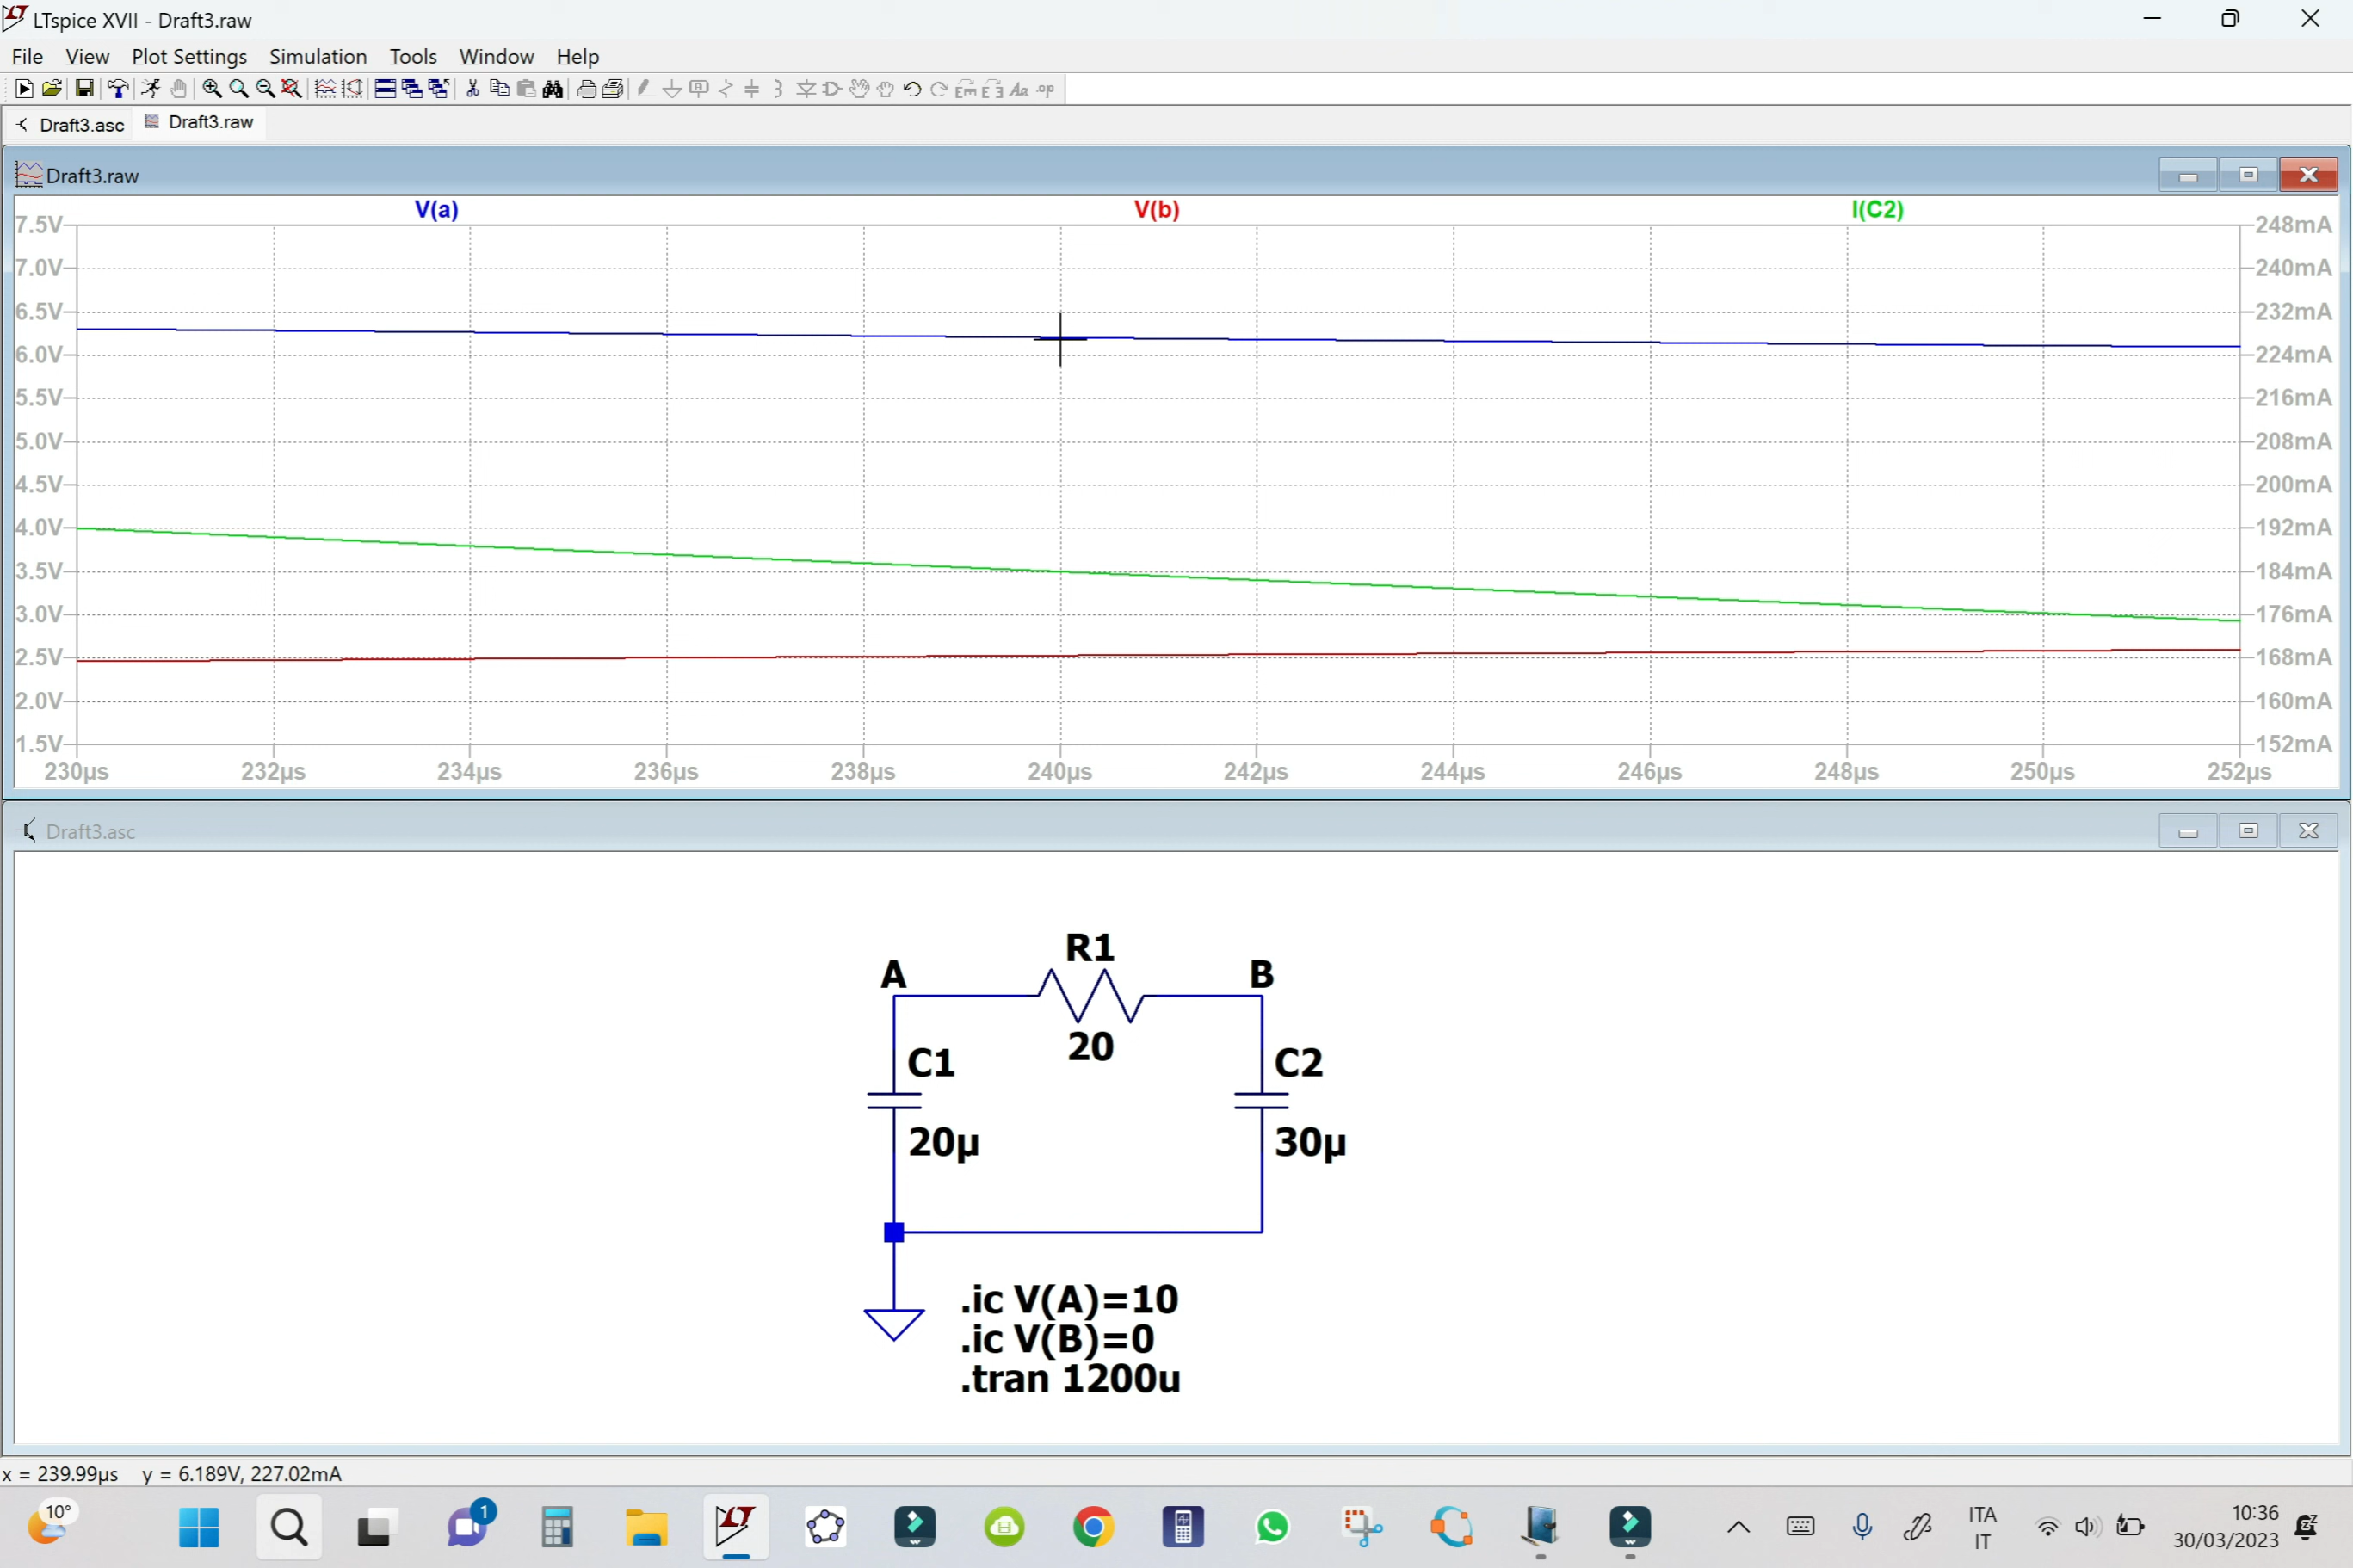 LTspice XVII - Draft3.raw
File View Plot Settings Simulation Tools Window Help
Draft3.asc Draft3.raw
Draft3.raw
V(a) V(b) I(C2)
7.5V 248mA
7.0V 240mA
6.5V 232mA
6.0V 224mA
5.5V 216mA
5.0V 208mA
4.5V 200mA
4.0V 192mA
3.5V 184mA
3.0V 176mA
2.5V 168mA
2.0V 160mA
1.5V 152mA
230µs 232µs 234µs 236µs 238µs 240µs 242µs 244µs 246µs 248µs 250µs 252µs
Draft3.asc
R1
A B
20
C1 C2
20µ 30µ
.ic V(A)=10
.ic V(B)=0
.tran 1200u
x = 239.99µs y = 6.189V, 227.02mA
10° 1 ITA 10:36
IT 30/03/2023